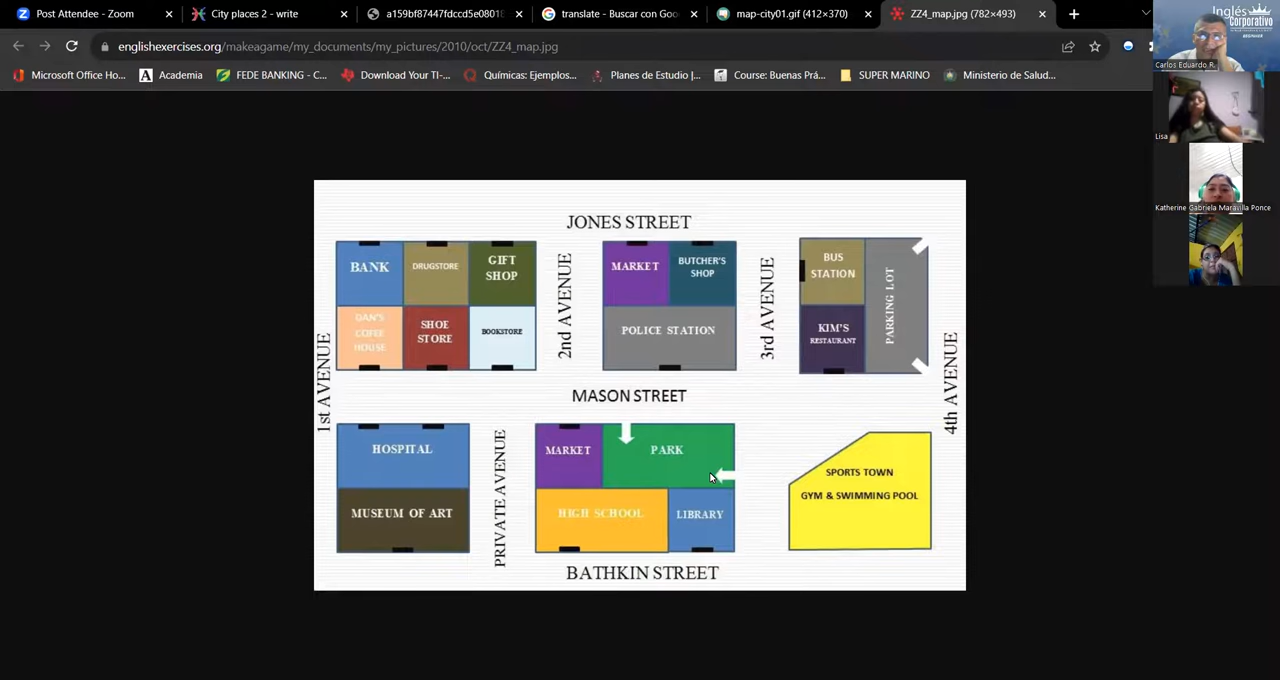 Post Attendee - Zoom
City places 2 - write
a159bf87447fdccd5e0801
translate - Buscar con Goo
map-city01.gif (412×370)
ZZ4_map.jpg (782×493)
englishexercises.org/makeagame/my_documents/my_pictures/2010/oct/ZZ4_map.jpg
Microsoft Office Ho...
Academia
FEDE BANKING - C...
Download Your TI-...
Químicas: Ejemplos...
Planes de Estudio |...
Course: Buenas Prá...
SUPER MARINO
Ministerio de Salud...
Inglés
Corporativo
BEGINNER
Carlos Eduardo R.
Lisa
Katherine Gabriela Maravilla Ponce
JONES STREET
BANK
DRUGSTORE
GIFT
SHOP
DAN'S
COFEE
HOUSE
SHOE
STORE
BOOKSTORE
1st AVENUE
2nd AVENUE
MARKET
BUTCHER'S
SHOP
POLICE STATION
3rd AVENUE
BUS
STATION
KIM'S
RESTAURANT
PARKING LOT
4th AVENUE
MASON STREET
HOSPITAL
MUSEUM OF ART
PRIVATE AVENUE
MARKET
PARK
HIGH SCHOOL
LIBRARY
SPORTS TOWN
GYM & SWIMMING POOL
BATHKIN STREET